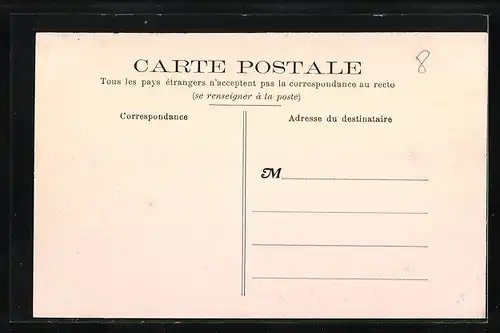 CARTE POSTALE
8
Tous les pays étrangers n'acceptent pas la correspondance au recto
(se renseigner à la poste)
Correspondance
Adresse du destinataire
M